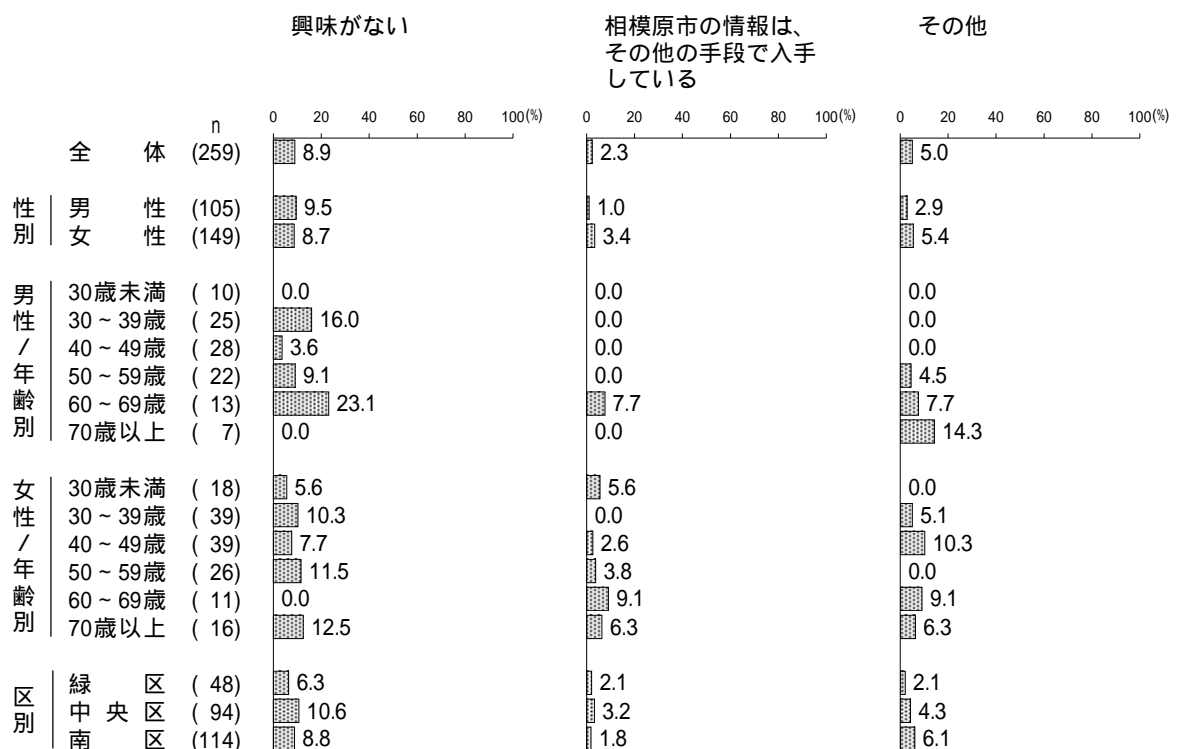 興味がない 相模原市の情報は、 その他
その他の手段で入手
している
n 0 20 40 60 80 100(%) 0 20 40 60 80 100(%) 0 20 40 60 80 100(%)
全体 (259) 8.9 2.3 5.0
性別
男性 (105) 9.5 1.0 2.9
女性 (149) 8.7 3.4 5.4
男性/年齢別
30歳未満 ( 10) 0.0 0.0 0.0
30~39歳 ( 25) 16.0 0.0 0.0
40~49歳 ( 28) 3.6 0.0 0.0
50~59歳 ( 22) 9.1 0.0 4.5
60~69歳 ( 13) 23.1 7.7 7.7
70歳以上 ( 7) 0.0 0.0 14.3
女性/年齢別
30歳未満 ( 18) 5.6 5.6 0.0
30~39歳 ( 39) 10.3 0.0 5.1
40~49歳 ( 39) 7.7 2.6 10.3
50~59歳 ( 26) 11.5 3.8 0.0
60~69歳 ( 11) 0.0 9.1 9.1
70歳以上 ( 16) 12.5 6.3 6.3
区別
緑区 ( 48) 6.3 2.1 2.1
中央区 ( 94) 10.6 3.2 4.3
南区 (114) 8.8 1.8 6.1